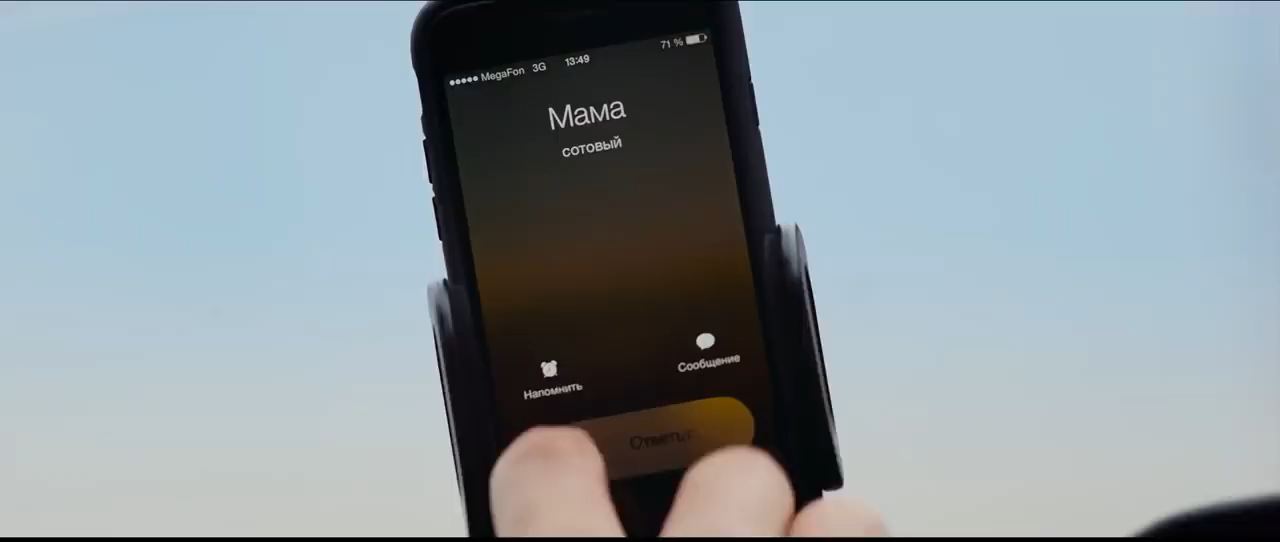 MegaFon 3G 13:49 71 %
Мама
сотовый
Напомнить
Сообщение